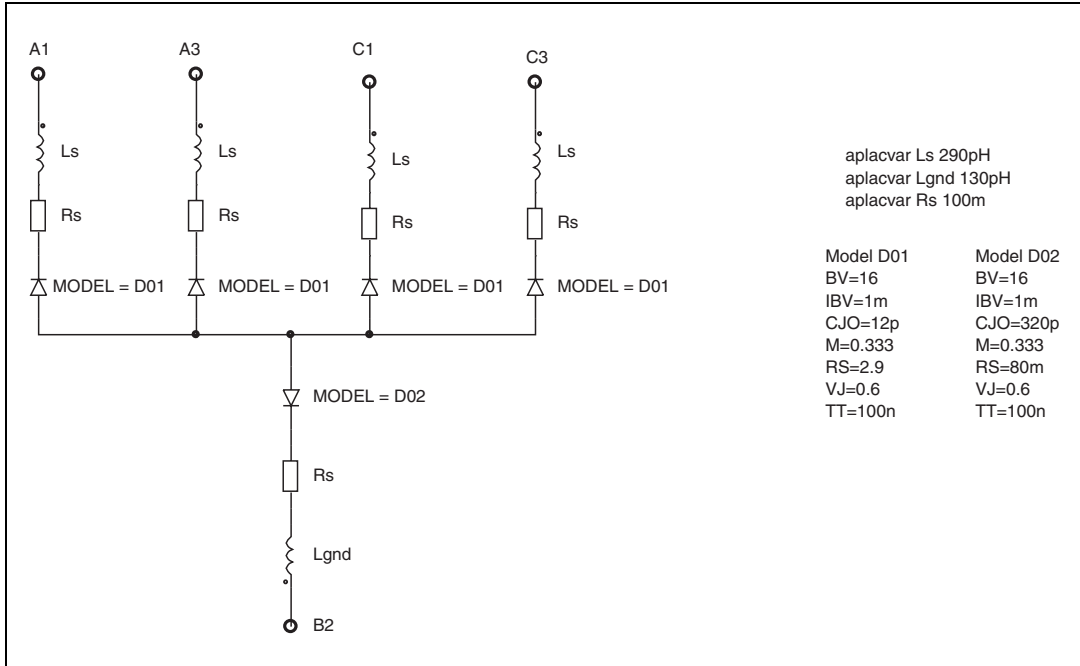 A1
A3
C1
C3
Ls
Ls
Ls
Ls
Rs
Rs
Rs
Rs
MODEL = D01
MODEL = D01
MODEL = D01
MODEL = D01
MODEL = D02
Rs
Lgnd
B2
aplacvar Ls 290pH
aplacvar Lgnd 130pH
aplacvar Rs 100m
Model D01
BV=16
IBV=1m
CJO=12p
M=0.333
RS=2.9
VJ=0.6
TT=100n
Model D02
BV=16
IBV=1m
CJO=320p
M=0.333
RS=80m
VJ=0.6
TT=100n